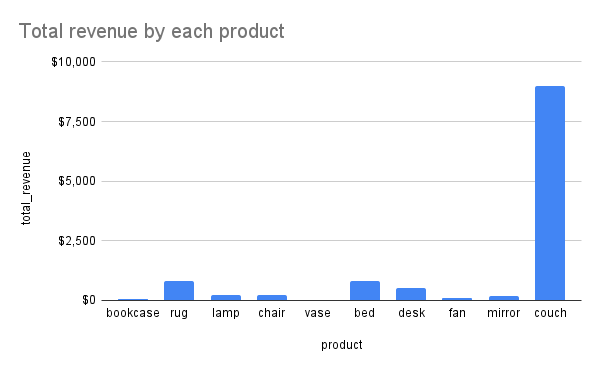 Total revenue by each product
$10,000
$7,500
$5,000
$2,500
$0
total_revenue
bookcase rug lamp chair vase bed desk fan mirror couch
product